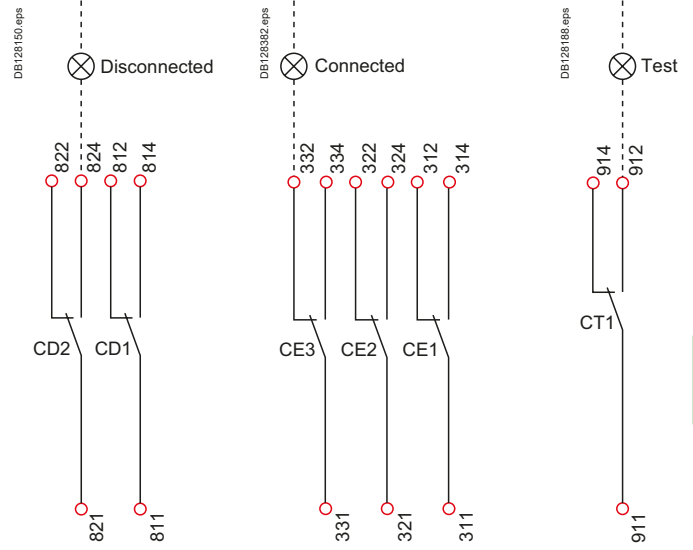 DB128150.eps
Disconnected
822
824
812
814
CD2
CD1
821
811
DB128382.eps
Connected
332
334
322
324
312
314
CE3
CE2
CE1
331
321
311
DB128188.eps
Test
914
912
CT1
911